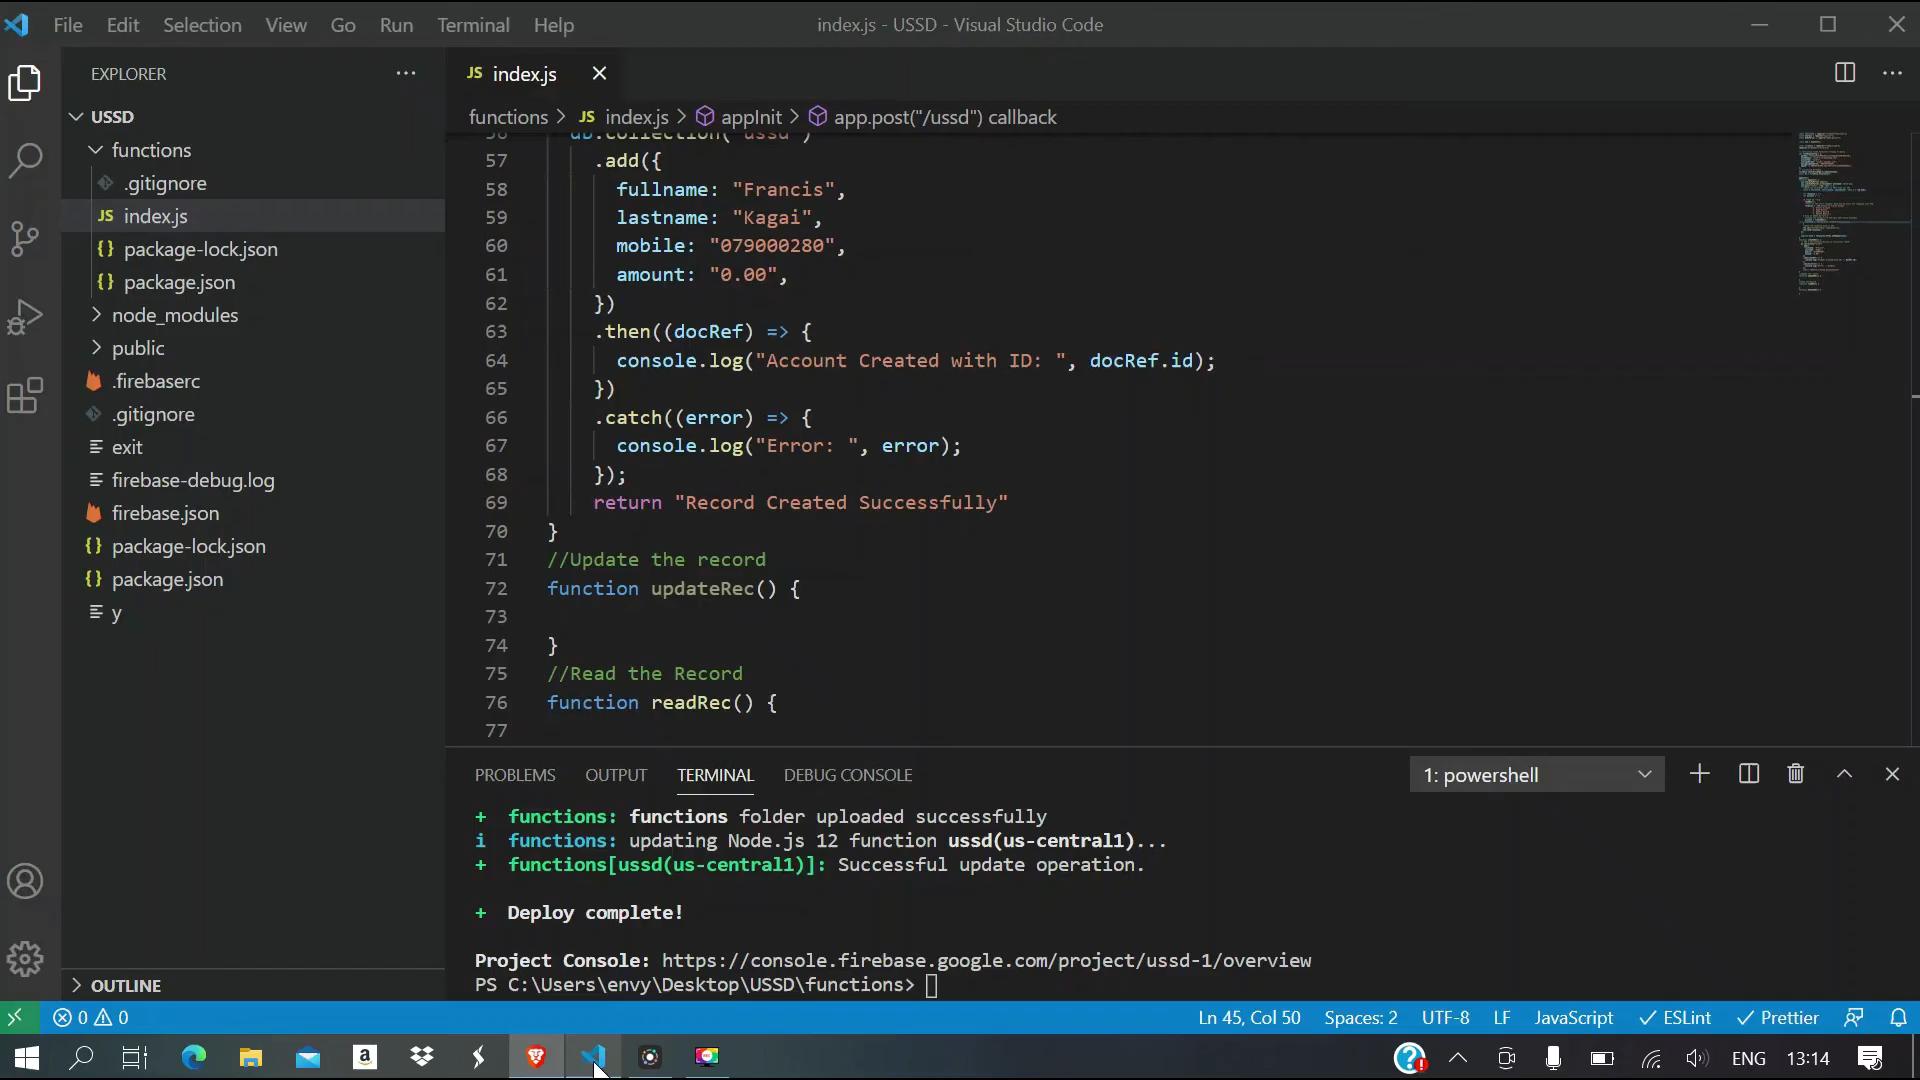 File Edit Selection View Go Run Terminal Help index.js - USSD - Visual Studio Code
EXPLORER
USSD
functions
.gitignore
JS index.js
{} package-lock.json
{} package.json
node_modules
public
.firebaserc
.gitignore
exit
firebase-debug.log
firebase.json
{} package-lock.json
{} package.json
y
OUTLINE
JS index.js
functions > JS index.js > appInit > app.post("/ussd") callback
56 db.collection("ussd")
57 .add({
58 fullname: "Francis",
59 lastname: "Kagai",
60 mobile: "079000280",
61 amount: "0.00",
62 })
63 .then((docRef) => {
64 console.log("Account Created with ID: ", docRef.id);
65 })
66 .catch((error) => {
67 console.log("Error: ", error);
68 });
69 return "Record Created Successfully"
70 }
71 //Update the record
72 function updateRec() {
73
74 }
75 //Read the Record
76 function readRec() {
77
PROBLEMS OUTPUT TERMINAL DEBUG CONSOLE 1: powershell
+ functions: functions folder uploaded successfully
i functions: updating Node.js 12 function ussd(us-central1)...
+ functions[ussd(us-central1)]: Successful update operation.
+ Deploy complete!
Project Console: https://console.firebase.google.com/project/ussd-1/overview
PS C:\Users\envy\Desktop\USSD\functions>
0 0 Ln 45, Col 50 Spaces: 2 UTF-8 LF JavaScript ESLint Prettier
a ENG 13:14